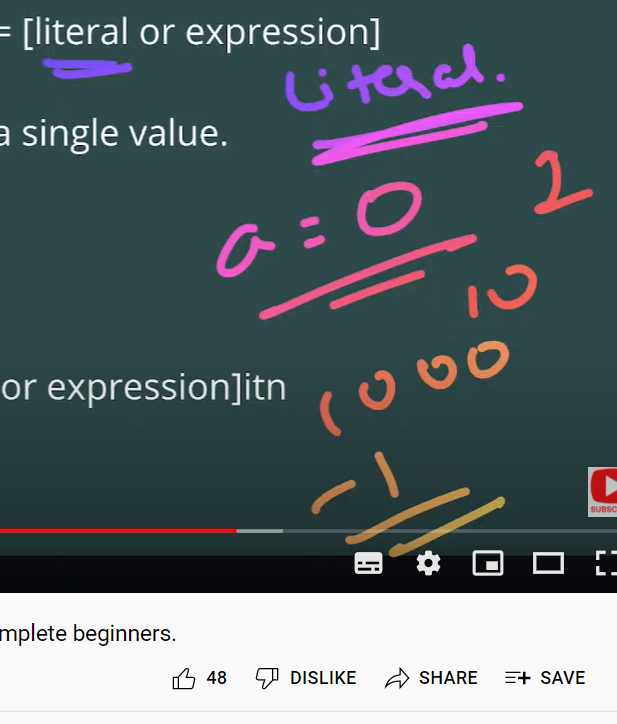 = [literal or expression]
Literal.
a single value.
2
a = 0
10
or expression]itn
1000
-1
SUBSC
mplete beginners.
48 DISLIKE SHARE SAVE